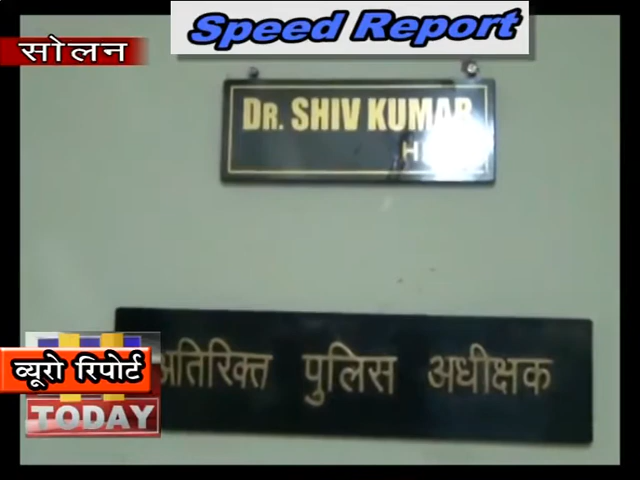 Speed Report
सोलन
DR. SHIV KUMAR
अतिरिक्त पुलिस अधीक्षक
ब्यूरो रिपोर्ट
TODAY